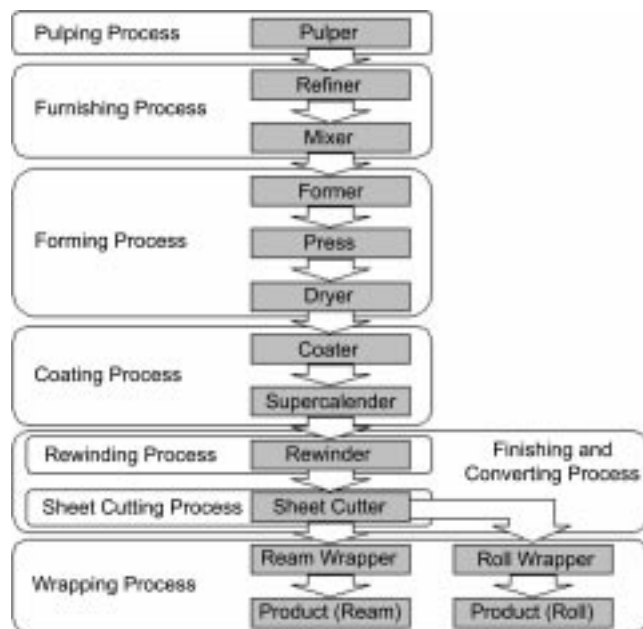 Pulping Process
Pulper
Furnishing Process
Refiner
Mixer
Forming Process
Former
Press
Dryer
Coating Process
Coater
Supercalender
Rewinding Process
Rewinder
Finishing and
Converting Process
Sheet Cutting Process
Sheet Cutter
Wrapping Process
Ream Wrapper
Roll Wrapper
Product (Ream)
Product (Roll)